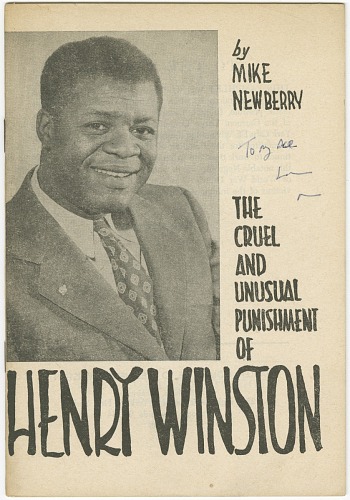 by
MIKE
NEWBERRY
To my
THE
CRUEL
AND
UNUSUAL
PUNISHMENT
OF
HENRY WINSTON